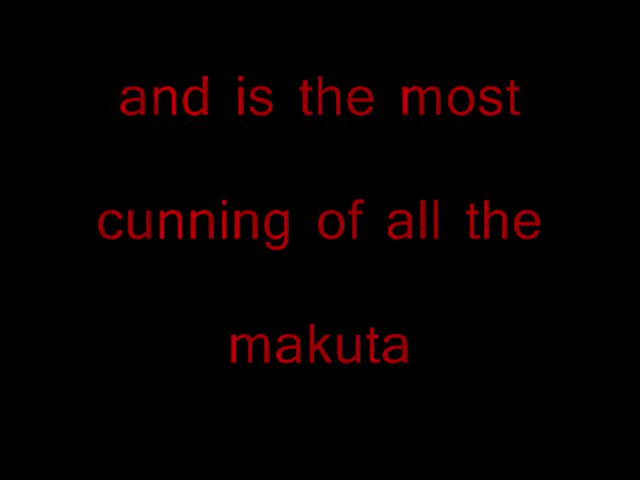 and is the most
cunning of all the
makuta